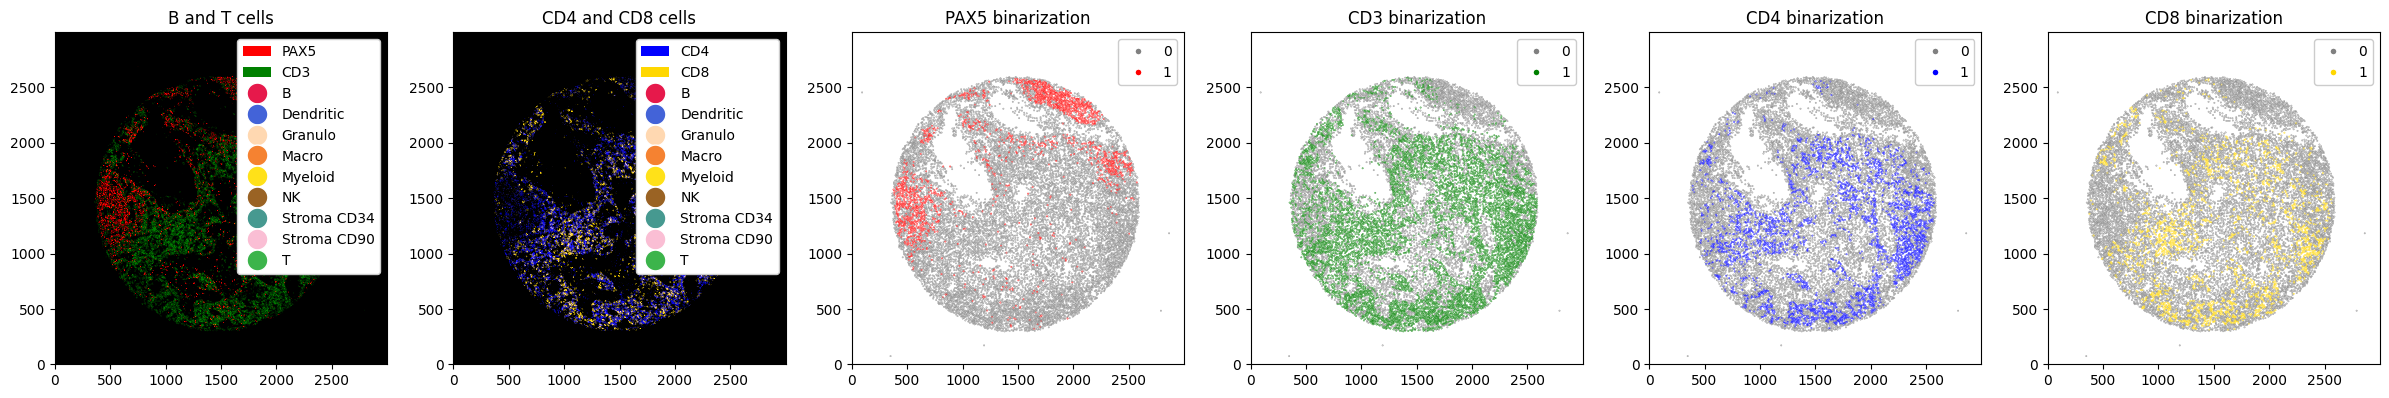 B and T cells
PAX5
CD3
B
Dendritic
Granulo
Macro
Myeloid
NK
Stroma CD34
Stroma CD90
T
2500
2000
1500
1000
500
0
0 500 1000 1500 2000 2500
CD4 and CD8 cells
CD4
CD8
B
Dendritic
Granulo
Macro
Myeloid
NK
Stroma CD34
Stroma CD90
T
2500
2000
1500
1000
500
0
0 500 1000 1500 2000 2500
PAX5 binarization
0
1
2500
2000
1500
1000
500
0
0 500 1000 1500 2000 2500
CD3 binarization
0
1
2500
2000
1500
1000
500
0
0 500 1000 1500 2000 2500
CD4 binarization
0
1
2500
2000
1500
1000
500
0
0 500 1000 1500 2000 2500
CD8 binarization
0
1
2500
2000
1500
1000
500
0
0 500 1000 1500 2000 2500